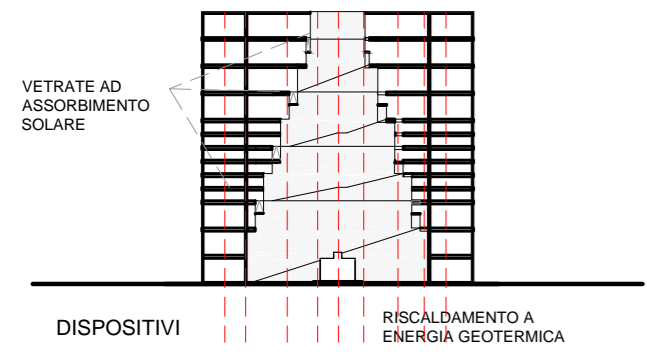 VETRATE AD
ASSORBIMENTO
SOLARE
DISPOSITIVI
RISCALDAMENTO A
ENERGIA GEOTERMICA